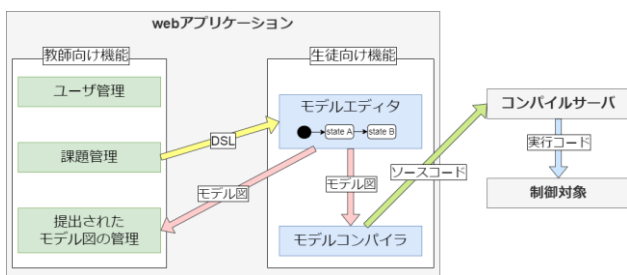 webアプリケーション
教師向け機能
生徒向け機能
ユーザ管理
課題管理
提出された
モデル図の管理
DSL
モデル図
モデルエディタ
state A
state B
モデル図
モデルコンパイラ
ソースコード
コンパイルサーバ
実行コード
制御対象